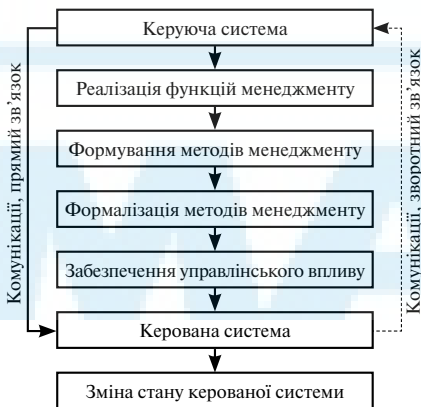 Керуюча система
Реалізація функцій менеджменту
Формування методів менеджменту
Формалізація методів менеджменту
Забезпечення управлінського впливу
Керована система
Зміна стану керованої системи
Комунікації, прямий зв’язок
Комунікації, зворотний зв’язок